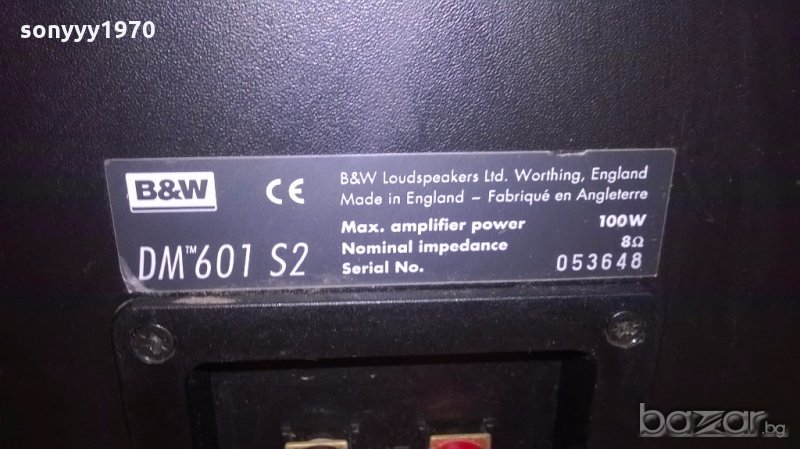 sonyyy1970
B&W
CE
B&W Loudspeakers Ltd. Worthing, England
Made in England – Fabriqué en Angleterre
Max. amplifier power 100W
Nominal impedance 8Ω
Serial No. 053648
DM™601 S2
bazar.bg